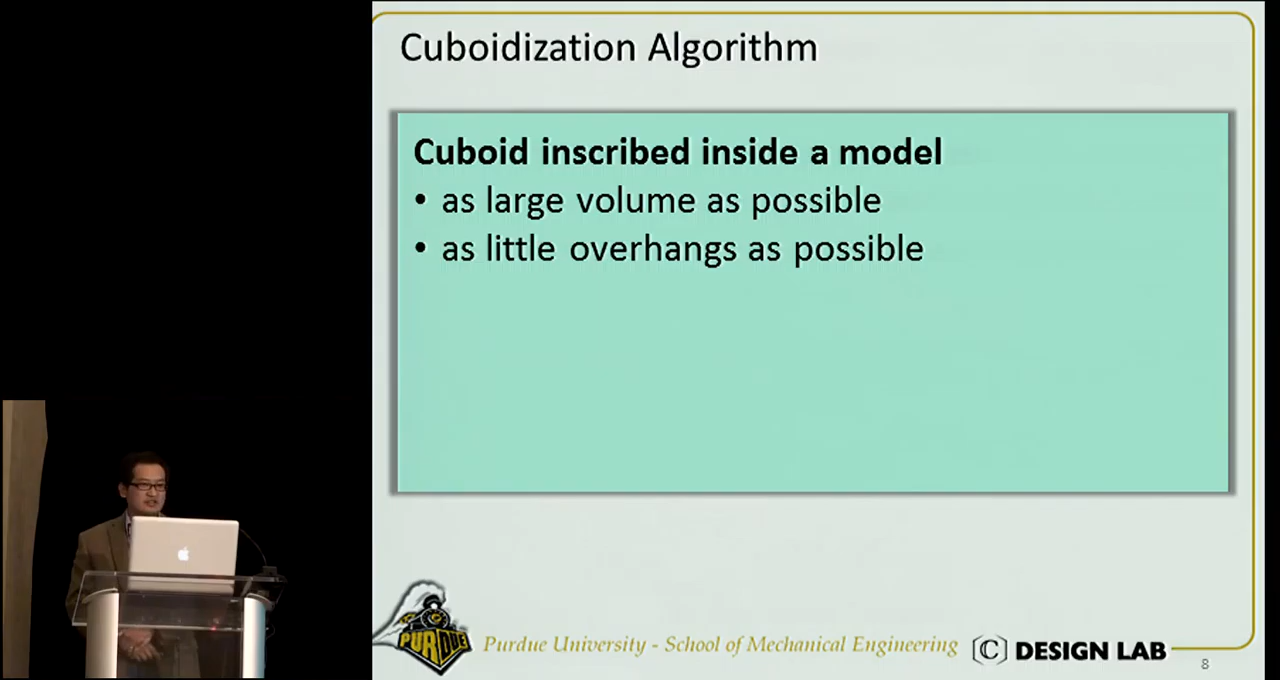 Cuboidization Algorithm
Cuboid inscribed inside a model
• as large volume as possible
• as little overhangs as possible
PURDUE
Purdue University - School of Mechanical Engineering
C DESIGN LAB
8